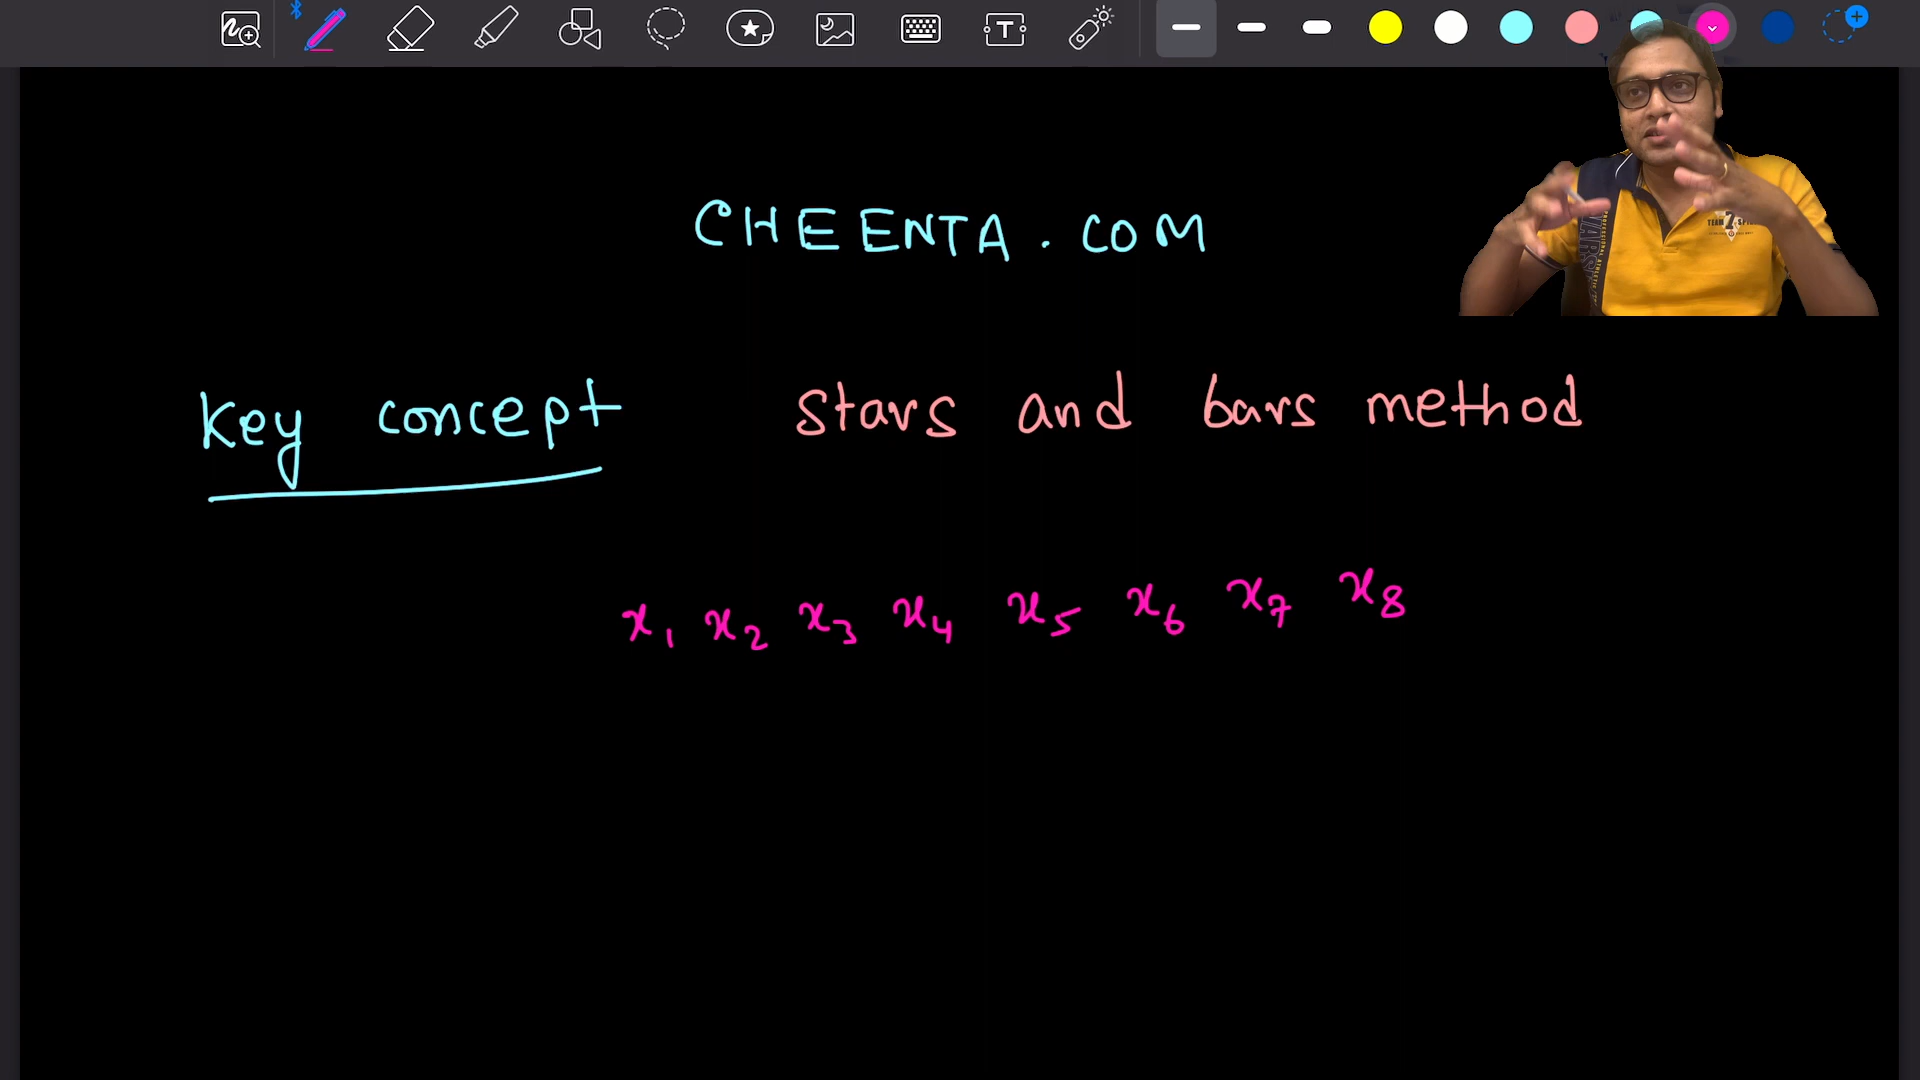 CHEENTA.COM
key concept stars and bars method
x₁ x₂ x₃ x₄ x₅ x₆ x₇ x₈